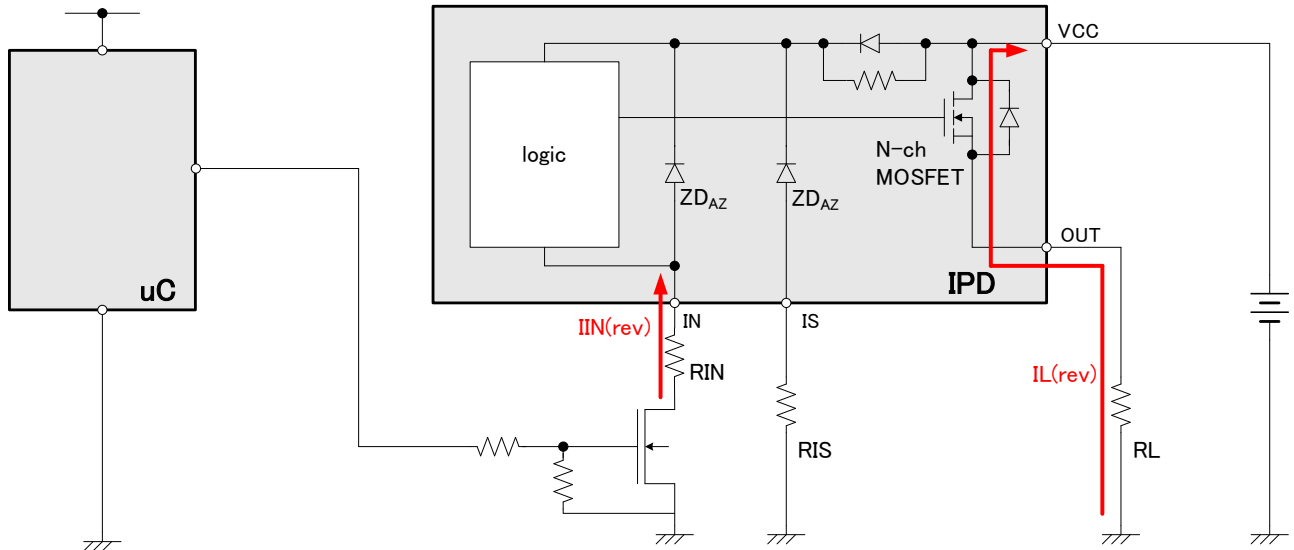 VCC
logic
N-ch
MOSFET
ZDAZ
ZDAZ
OUT
uC
IPD
IIN(rev)
IN
IS
RIN
IL(rev)
RIS
RL